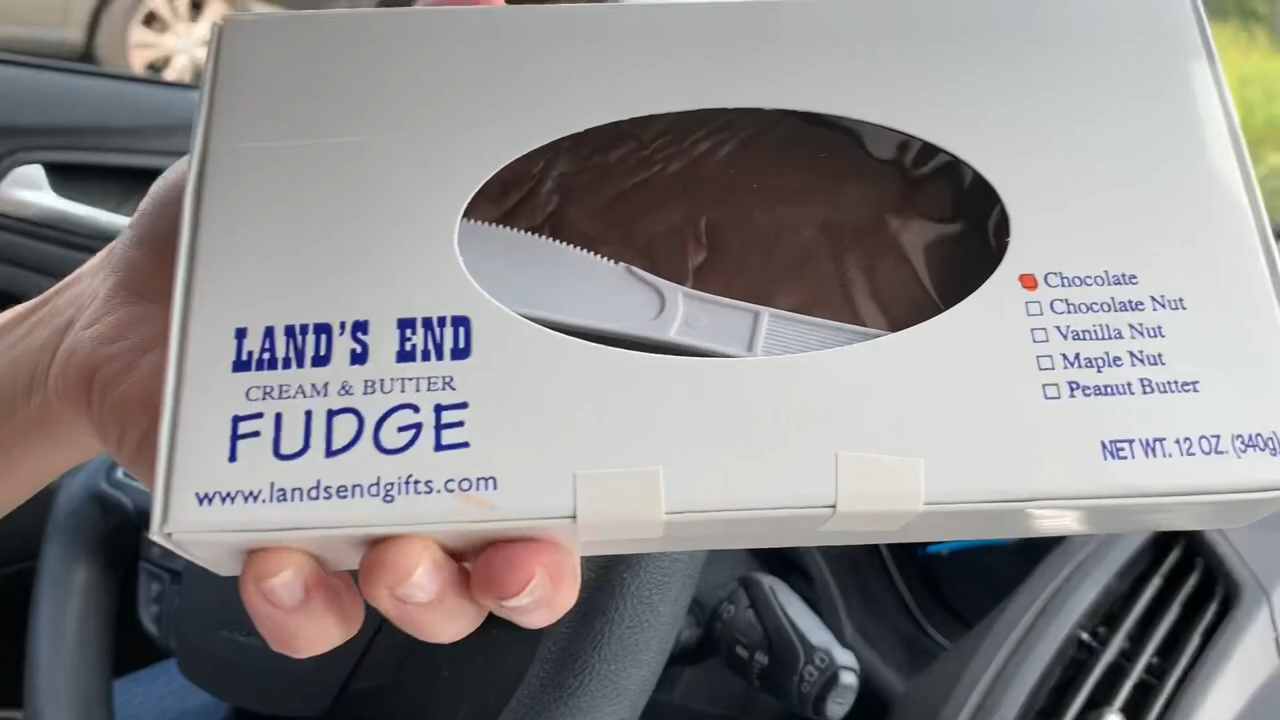 LAND'S END
CREAM & BUTTER
FUDGE
www.landsendgifts.com
Chocolate
Chocolate Nut
Vanilla Nut
Maple Nut
Peanut Butter
NET WT. 12 OZ. (340g)